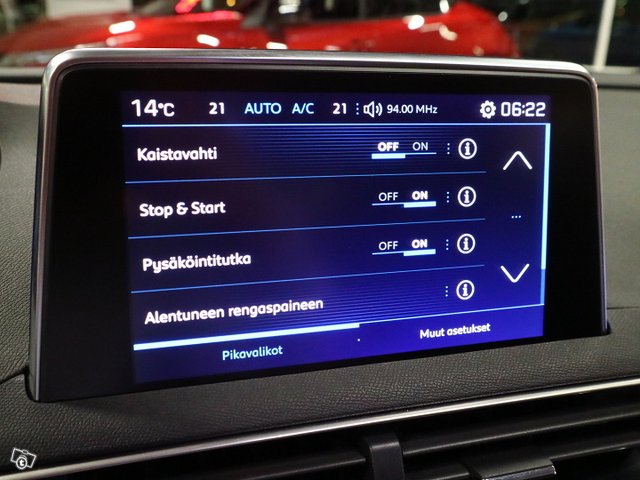 14°C 21 AUTO A/C 21 94.00 MHz 06:22
Kaistavahti OFF ON
Stop & Start OFF ON
Pysäköintitutka OFF ON
Alentuneen rengaspaineen
Pikavalikot Muut asetukset